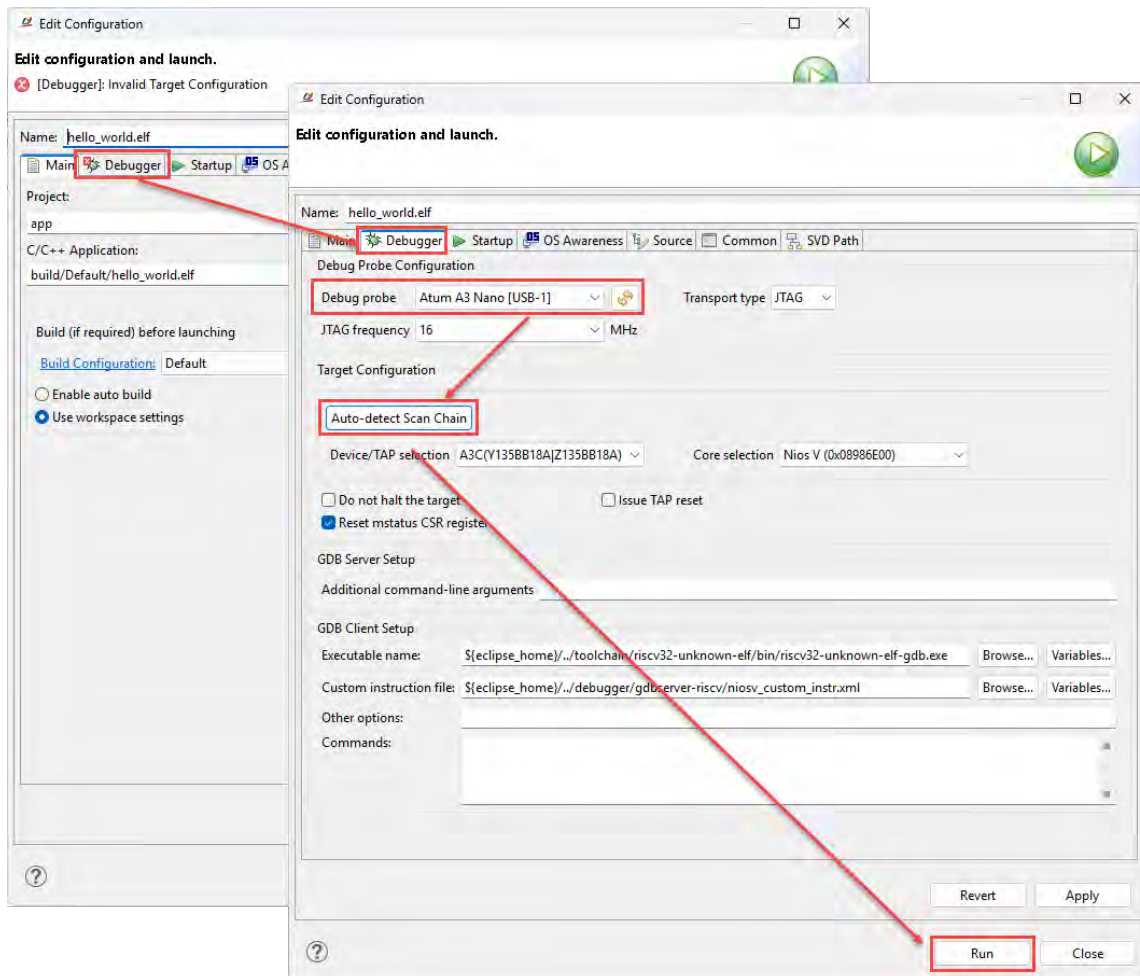 Edit Configuration
Edit configuration and launch.
[Debugger]: Invalid Target Configuration
Name: hello_world.elf
Main Debugger Startup OS A
Project:
app
C/C++ Application:
build/Default/hello_world.elf
Build (if required) before launching
Build Configuration: Default
Enable auto build
Use workspace settings
Edit Configuration
Edit configuration and launch.
Name: hello_world.elf
Main Debugger Startup OS Awareness Source Common SVD Path
Debug Probe Configuration
Debug probe Atum A3 Nano [USB-1] Transport type JTAG
JTAG frequency 16 MHz
Target Configuration
Auto-detect Scan Chain
Device/TAP selection A3C(Y135BB18A|Z135BB18A) Core selection Nios V (0x08986E00)
Do not halt the target Issue TAP reset
Reset mstatus CSR register
GDB Server Setup
Additional command-line arguments
GDB Client Setup
Executable name: ${eclipse_home}/../toolchain/riscv32-unknown-elf/bin/riscv32-unknown-elf-gdb.exe Browse... Variables...
Custom instruction file: ${eclipse_home}/../debugger/gdbserver-riscv/niosv_custom_instr.xml Browse... Variables...
Other options:
Commands:
Revert Apply
Run Close